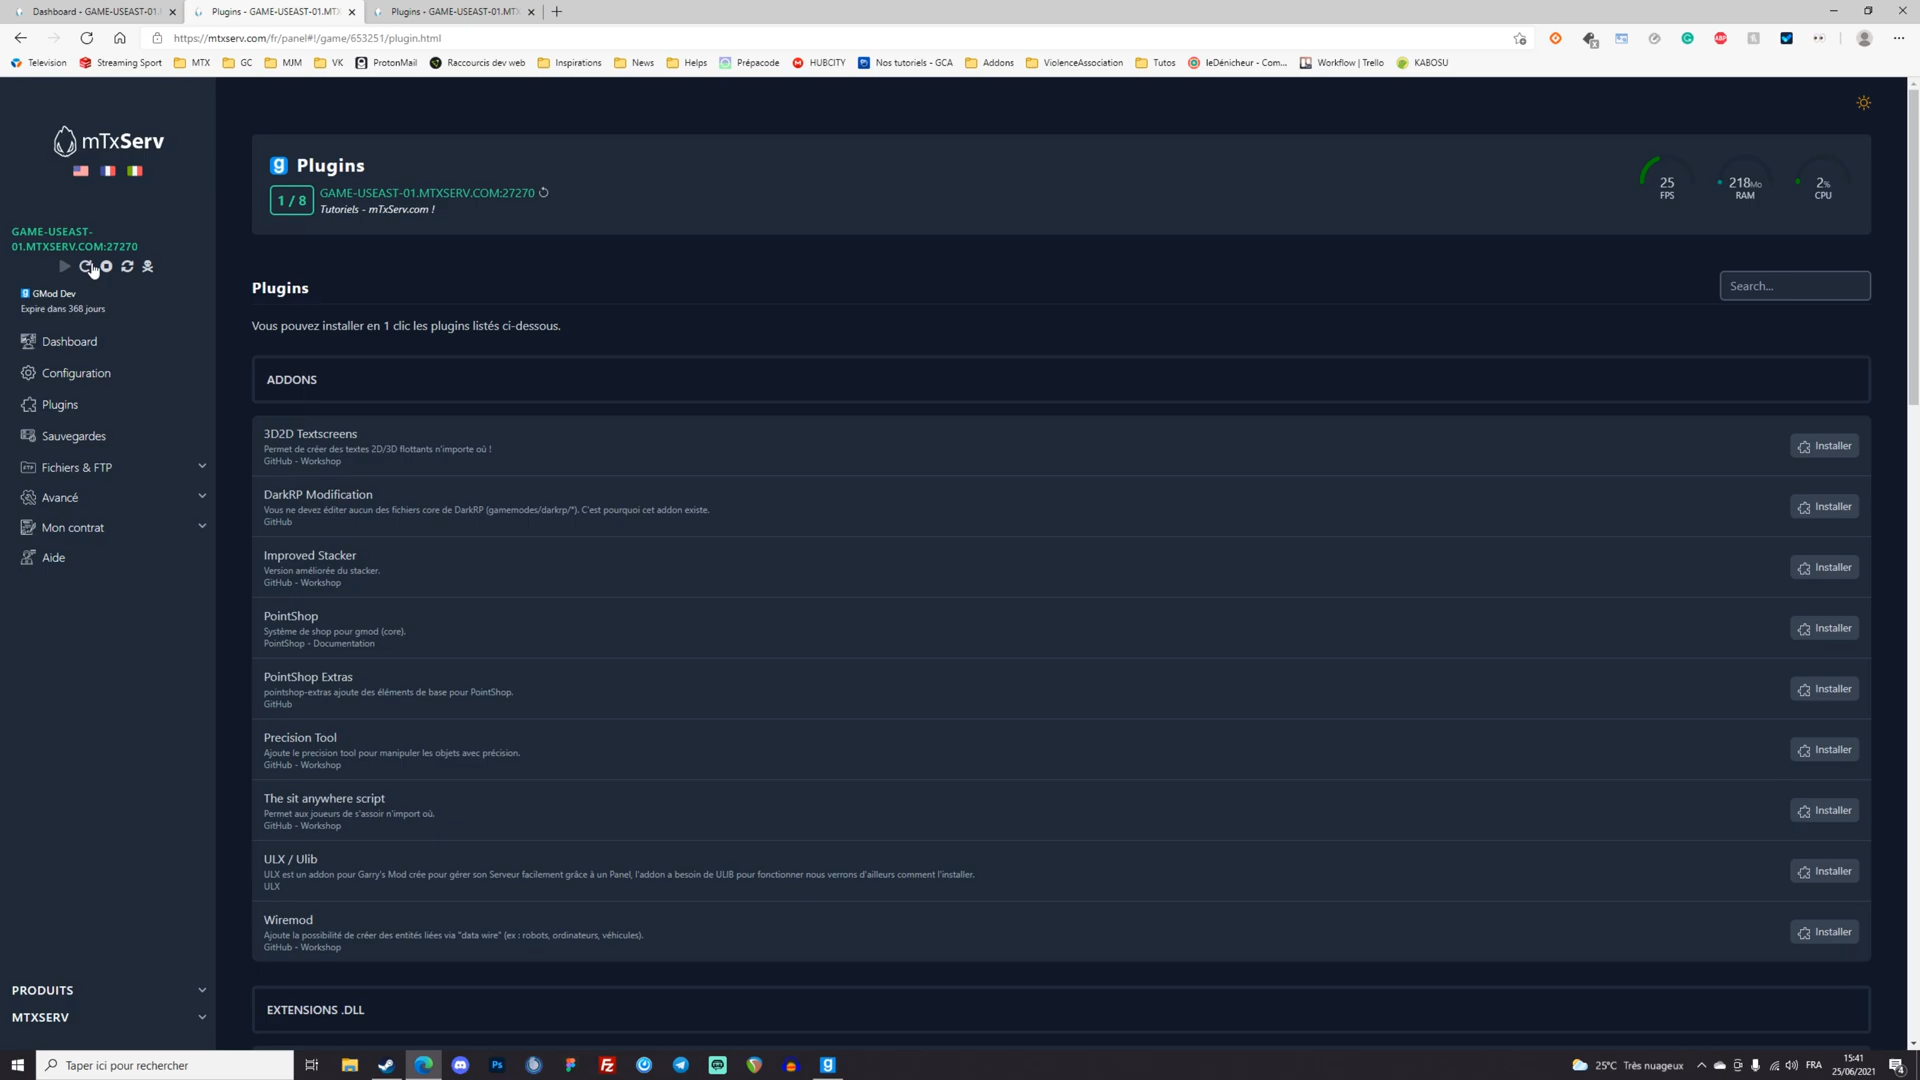 Dashboard - GAME-USEAST-01.
Plugins - GAME-USEAST-01.MTX
Plugins - GAME-USEAST-01.MTX
https://mtxserv.com/fr/panel#!/game/653251/plugin.html
Television
Streaming Sport
MTX
GC
MJM
VK
ProtonMail
Raccourcis dev web
Inspirations
News
Helps
Prépacode
HUBCITY
Nos tutoriels - GCA
Addons
ViolenceAssociation
Tutos
leDénicheur - Com...
Workflow | Trello
KABOSU
mTxServ
GAME-USEAST-
01.MTXSERV.COM:27270
g GMod Dev
Expire dans 368 jours
Dashboard
Configuration
Plugins
Sauvegardes
FTP Fichiers & FTP
Avancé
Mon contrat
Aide
PRODUITS
MTXSERV
g Plugins
1 / 8
GAME-USEAST-01.MTXSERV.COM:27270
Tutoriels - mTxServ.com !
25
FPS
218Mo
RAM
2%
CPU
Plugins
Search...
Vous pouvez installer en 1 clic les plugins listés ci-dessous.
ADDONS
3D2D Textscreens
Permet de créer des textes 2D/3D flottants n'importe où !
GitHub - Workshop
Installer
DarkRP Modification
Vous ne devez éditer aucun des fichiers core de DarkRP (gamemodes/darkrp/*). C'est pourquoi cet addon existe.
GitHub
Installer
Improved Stacker
Version améliorée du stacker.
GitHub - Workshop
Installer
PointShop
Système de shop pour gmod (core).
PointShop - Documentation
Installer
PointShop Extras
pointshop-extras ajoute des éléments de base pour PointShop.
GitHub
Installer
Precision Tool
Ajoute le precision tool pour manipuler les objets avec précision.
GitHub - Workshop
Installer
The sit anywhere script
Permet aux joueurs de s'assoir n'import où.
GitHub - Workshop
Installer
ULX / Ulib
ULX est un addon pour Garry's Mod crée pour gérer son Serveur facilement grâce à un Panel, l'addon a besoin de ULIB pour fonctionner nous verrons d'ailleurs comment l'installer.
ULX
Installer
Wiremod
Ajoute la possibilité de créer des entités liées via "data wire" (ex : robots, ordinateurs, véhicules).
GitHub - Workshop
Installer
EXTENSIONS .DLL
Taper ici pour rechercher
Ps
Fz
g
25°C Très nuageux
FRA
15:41
25/06/2021
4